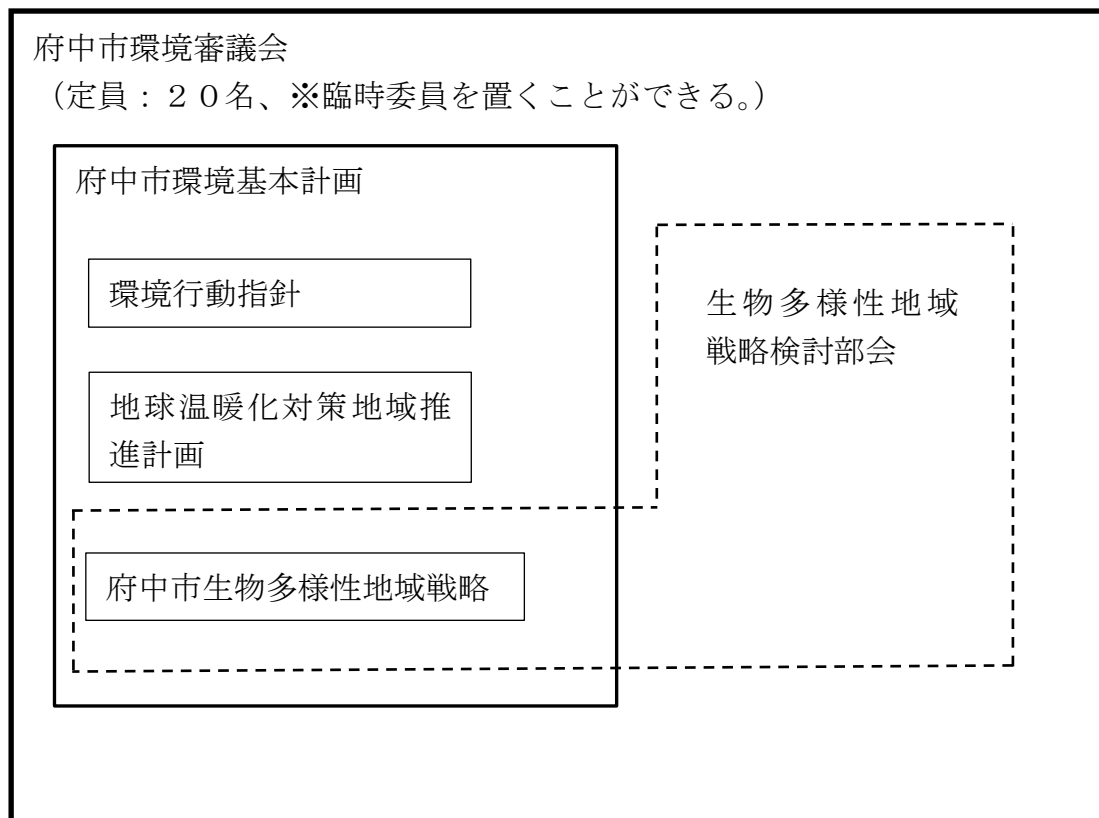 府中市環境審議会
（定員：２０名、※臨時委員を置くことができる。）
府中市環境基本計画
環境行動指針
地球温暖化対策地域推
進計画
府中市生物多様性地域戦略
生物多様性地域
戦略検討部会